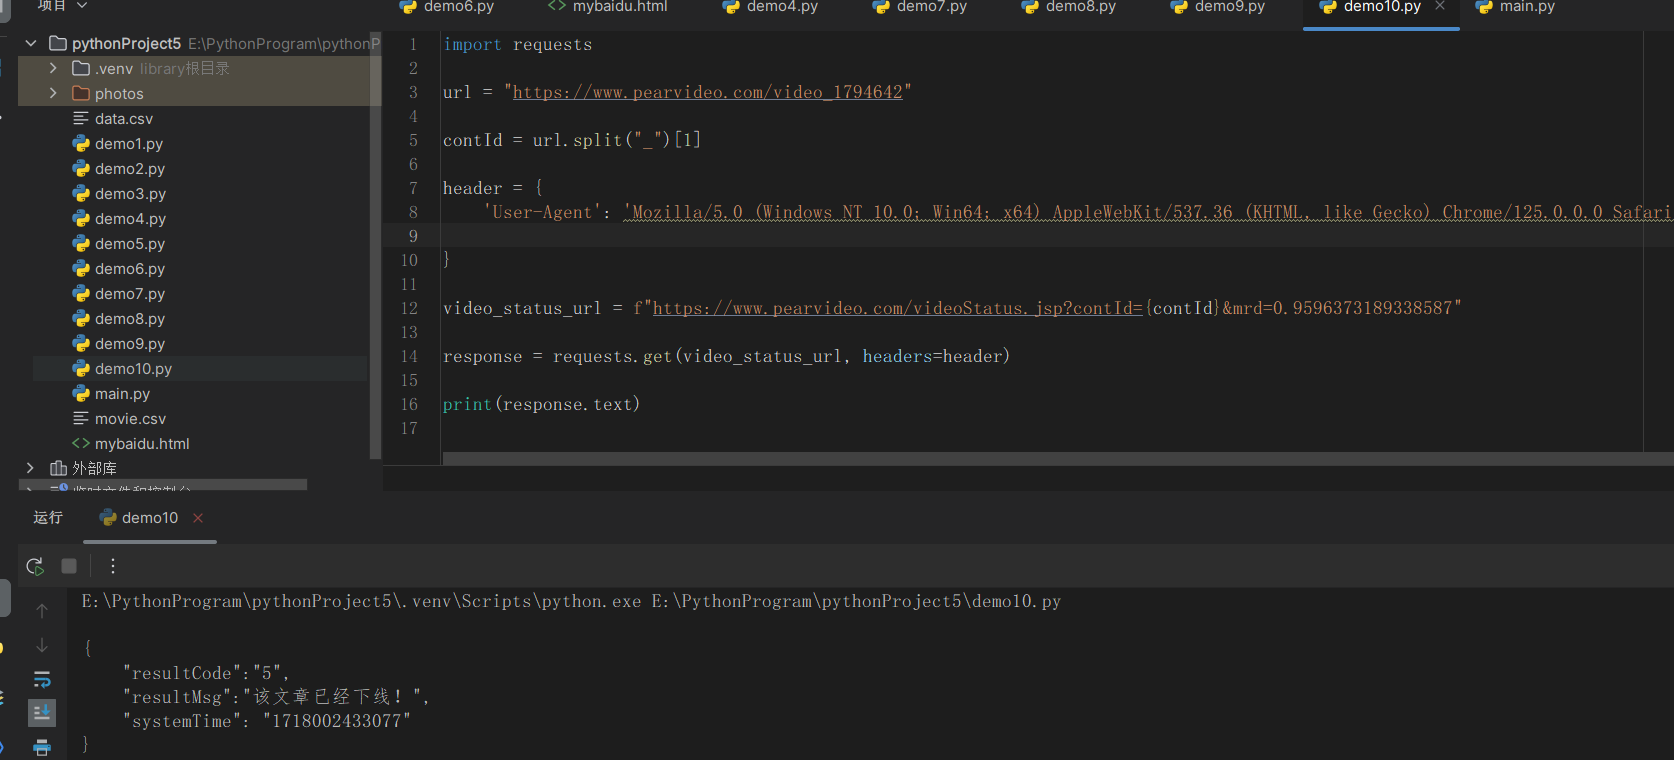 项目
demo6.py mybaidu.html demo4.py demo7.py demo8.py demo9.py demo10.py main.py
pythonProject5 E:\PythonProgram\pythonP
.venv library根目录
photos
data.csv
demo1.py
demo2.py
demo3.py
demo4.py
demo5.py
demo6.py
demo7.py
demo8.py
demo9.py
demo10.py
main.py
movie.csv
mybaidu.html
外部库
临时文件和控制台
1 import requests
2
3 url = "https://www.pearvideo.com/video_1794642"
4
5 contId = url.split("_")[1]
6
7 header = {
8 'User-Agent': 'Mozilla/5.0 (Windows NT 10.0; Win64; x64) AppleWebKit/537.36 (KHTML, like Gecko) Chrome/125.0.0.0 Safari
9
10 }
11
12 video_status_url = f"https://www.pearvideo.com/videoStatus.jsp?contId={contId}&mrd=0.9596373189338587"
13
14 response = requests.get(video_status_url, headers=header)
15
16 print(response.text)
17
运行 demo10
E:\PythonProgram\pythonProject5\.venv\Scripts\python.exe E:\PythonProgram\pythonProject5\demo10.py
{
"resultCode":"5",
"resultMsg":"该文章已经下线！",
"systemTime": "1718002433077"
}